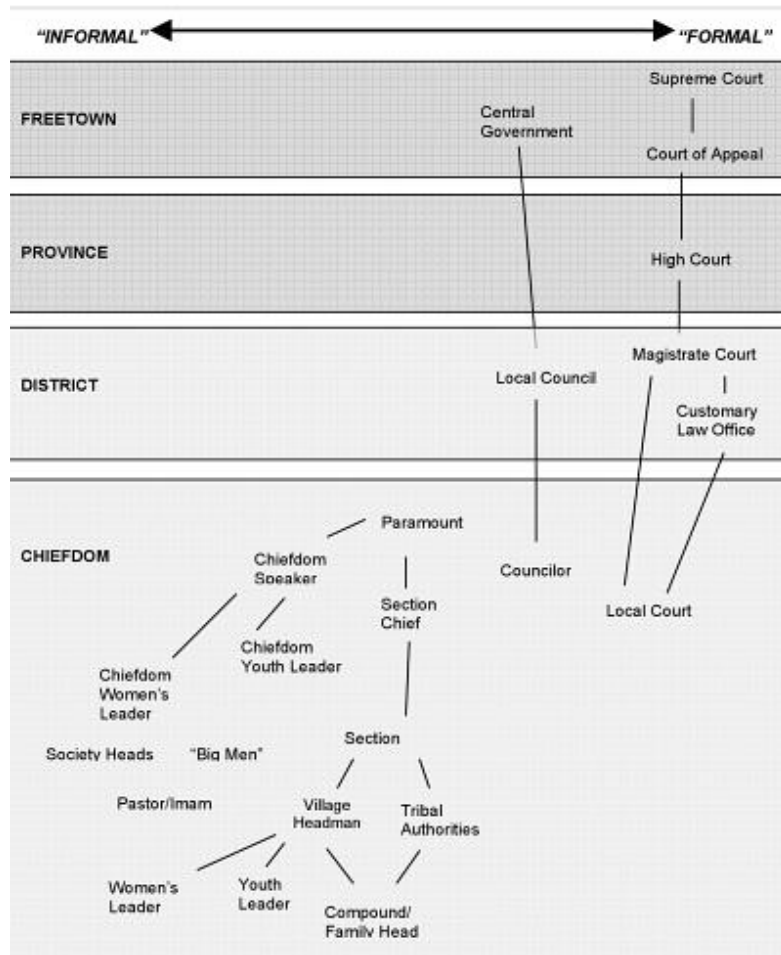 "INFORMAL"
"FORMAL"
Supreme Court
FREETOWN
Central
Government
Court of Appeal
PROVINCE
High Court
Magistrate Court
DISTRICT
Local Council
Customary
Law Office
CHIEFDOM
Paramount
Chiefdom
Speaker
Councilor
Section
Chief
Local Court
Chiefdom
Youth Leader
Chiefdom
Women's
Leader
Section
Society Heads
"Big Men"
Pastor/Imam
Village
Headman
Tribal
Authorities
Women's
Leader
Youth
Leader
Compound/
Family Head